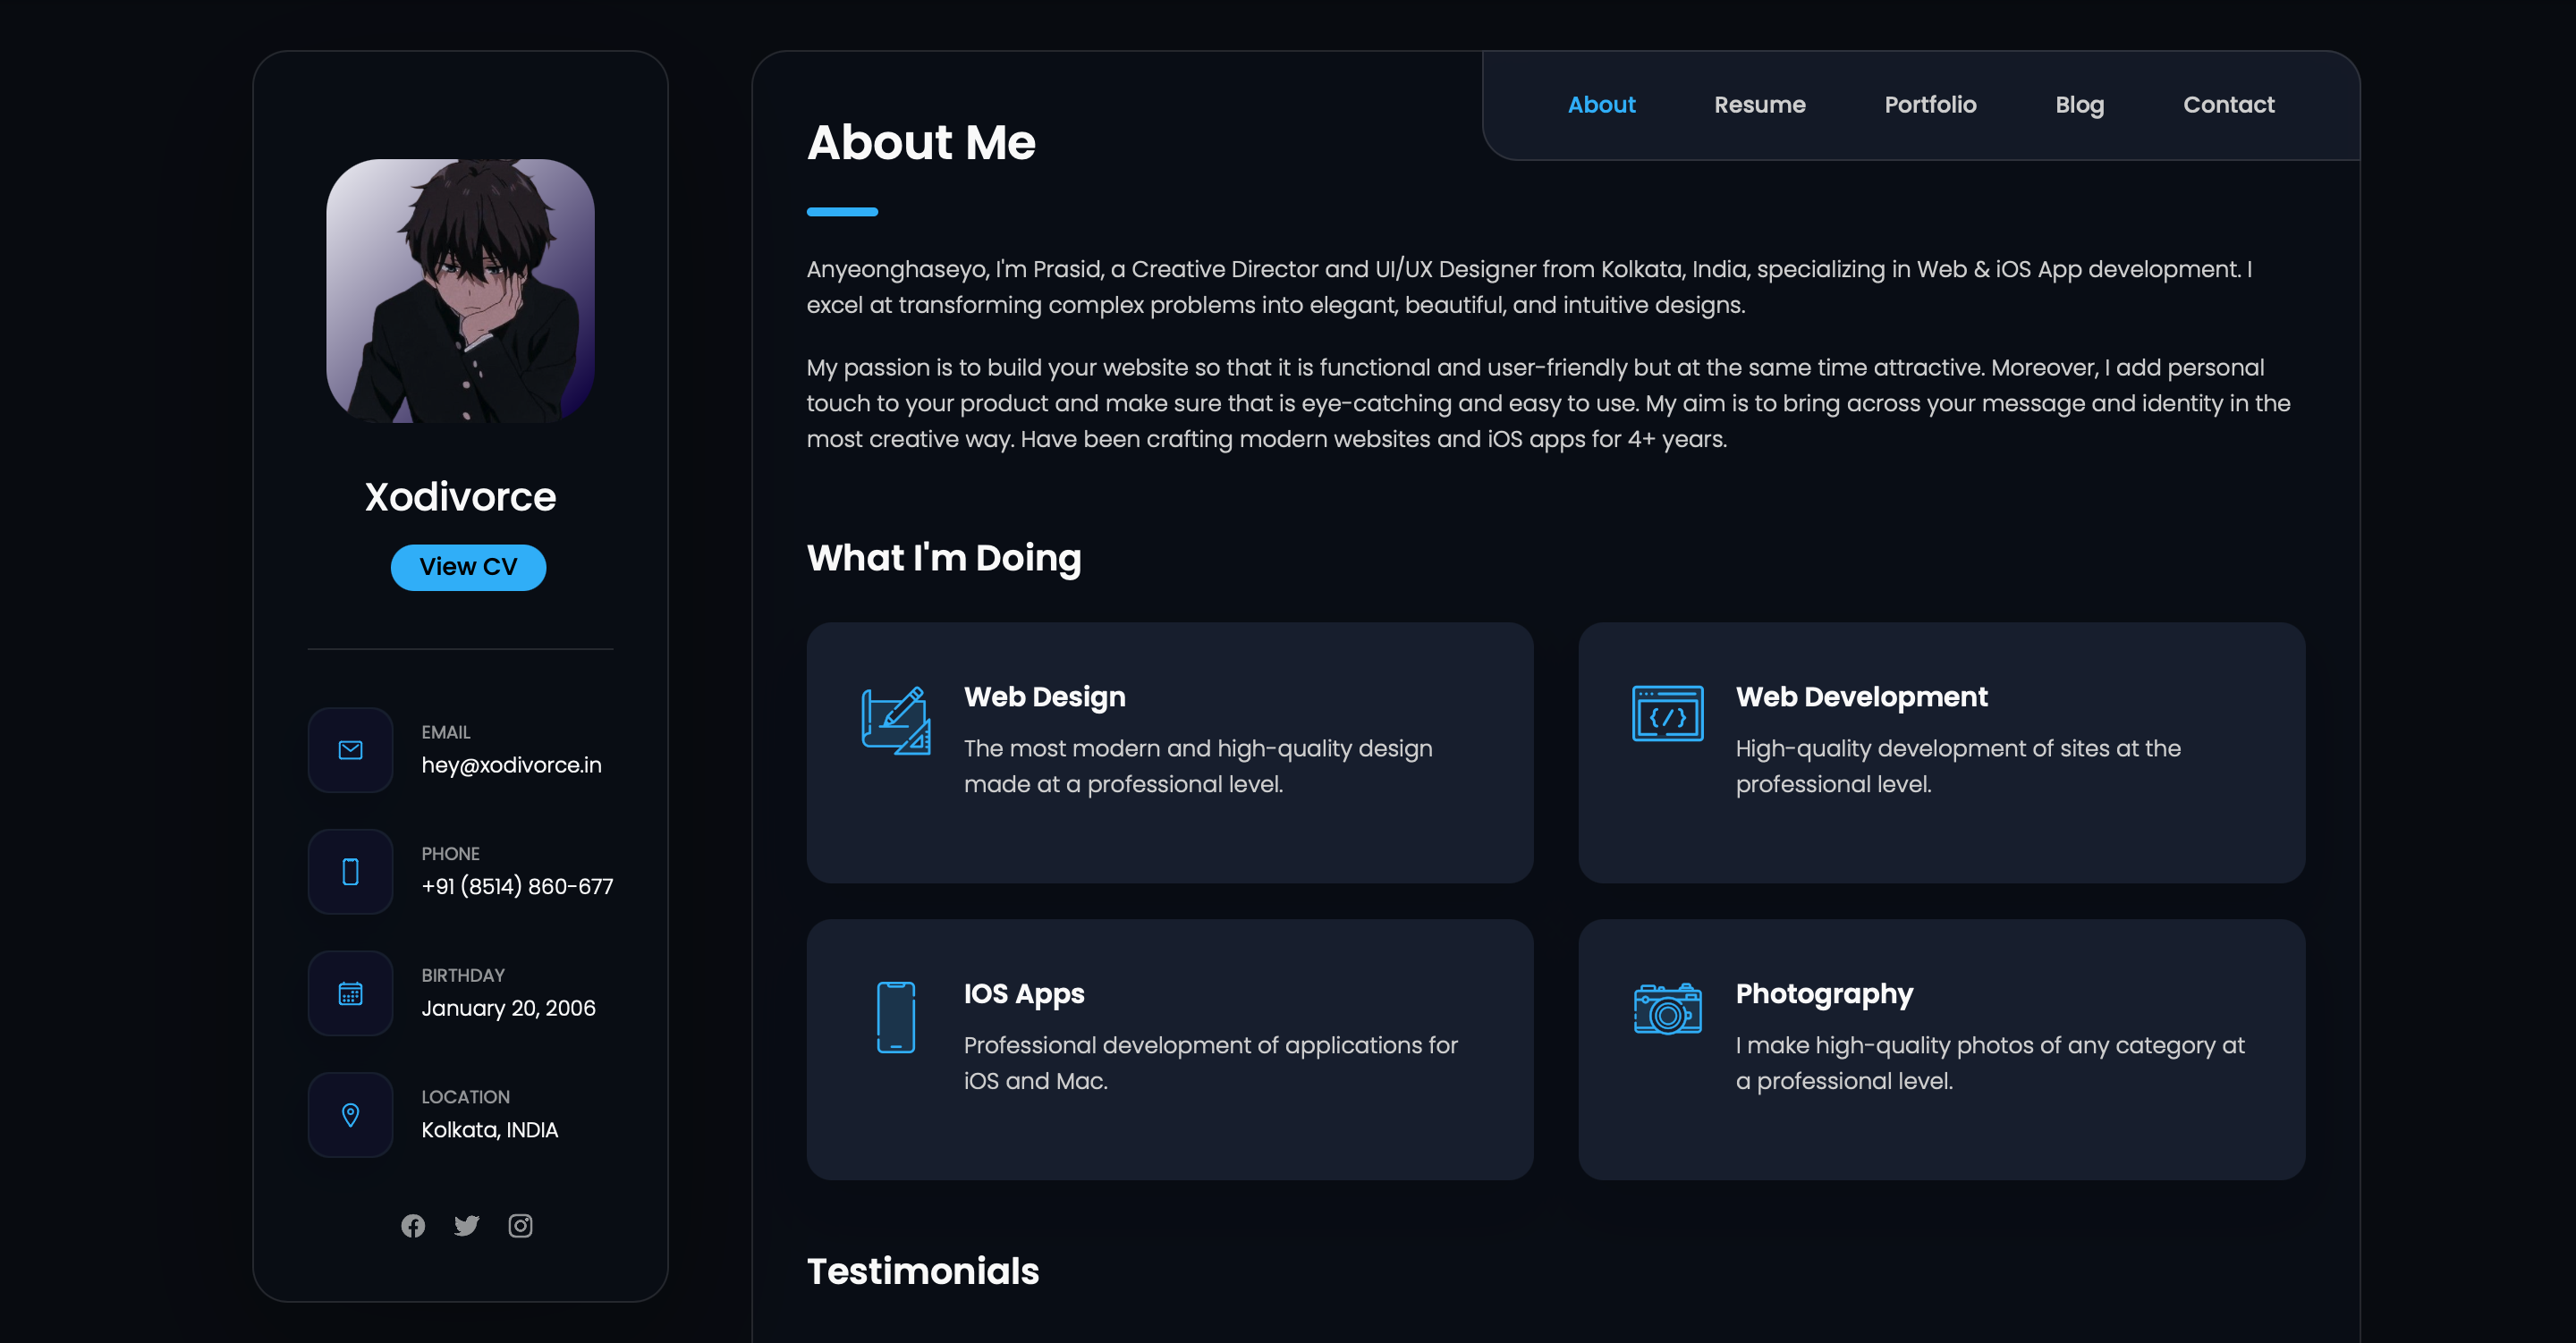 Xodivorce
View CV
EMAIL
hey@xodivorce.in
PHONE
+91 (8514) 860-677
BIRTHDAY
January 20, 2006
LOCATION
Kolkata, INDIA
About Resume Portfolio Blog Contact
About Me
Anyeonghaseyo, I'm Prasid, a Creative Director and UI/UX Designer from Kolkata, India, specializing in Web & iOS App development. I
excel at transforming complex problems into elegant, beautiful, and intuitive designs.
My passion is to build your website so that it is functional and user-friendly but at the same time attractive. Moreover, I add personal
touch to your product and make sure that is eye-catching and easy to use. My aim is to bring across your message and identity in the
most creative way. Have been crafting modern websites and iOS apps for 4+ years.
What I'm Doing
Web Design
The most modern and high-quality design
made at a professional level.
Web Development
High-quality development of sites at the
professional level.
IOS Apps
Professional development of applications for
iOS and Mac.
Photography
I make high-quality photos of any category at
a professional level.
Testimonials